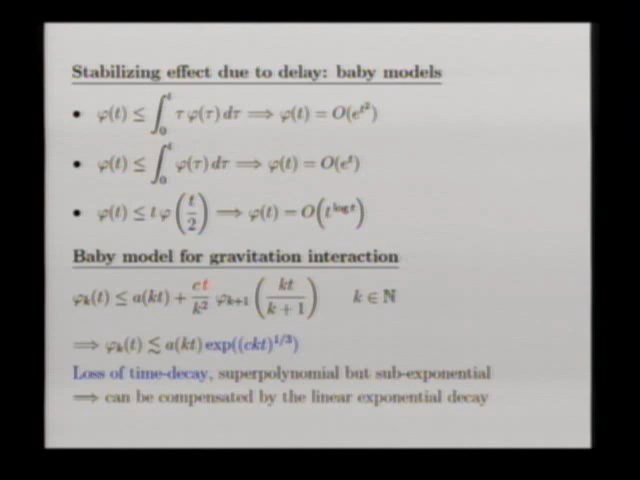 Stabilizing effect due to delay: baby models
• φ(t) ≤ ∫₀ᵗ τ φ(τ) dτ ⟹ φ(t) = O(e^{t²})
• φ(t) ≤ ∫₀ᵗ φ(τ) dτ ⟹ φ(t) = O(e^t)
• φ(t) ≤ t φ(t/2) ⟹ φ(t) = O(t^{log t})
Baby model for gravitation interaction
φ_k(t) ≤ a(kt) + ct/k² φ_{k+1}(kt/(k+1)) k ∈ ℕ
⟹ φ_k(t) ≲ a(kt) exp((ckt)^{1/3})
Loss of time-decay, superpolynomial but sub-exponential
⟹ can be compensated by the linear exponential decay